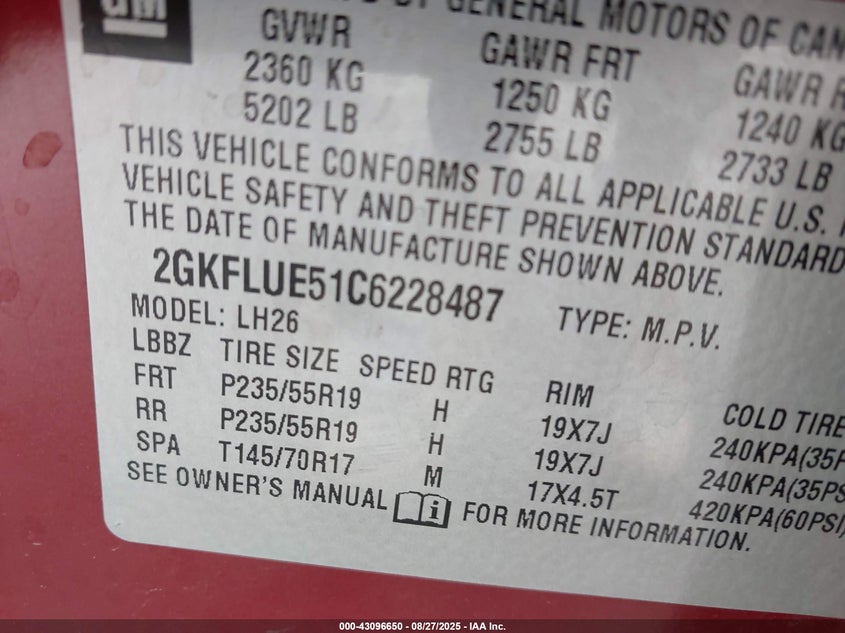 GM
OF GENERAL MOTORS OF CAN
GVWR GAWR FRT GAWR R
2360 KG 1250 KG 1240 KG
5202 LB 2755 LB 2733 LB
THIS VEHICLE CONFORMS TO ALL APPLICABLE U.S.
VEHICLE SAFETY AND THEFT PREVENTION STANDARD
THE DATE OF MANUFACTURE SHOWN ABOVE.
2GKFLUE51C6228487 TYPE: M.P.V.
MODEL: LH26
LBBZ TIRE SIZE SPEED RTG RIM COLD TIRE
FRT P235/55R19 H 19X7J 240KPA(35P
RR P235/55R19 H 19X7J 240KPA(35PS
SPA T145/70R17 M 17X4.5T 420KPA(60PSI)
SEE OWNER'S MANUAL i FOR MORE INFORMATION.
000-43096650 - 08/27/2025 - IAA Inc.